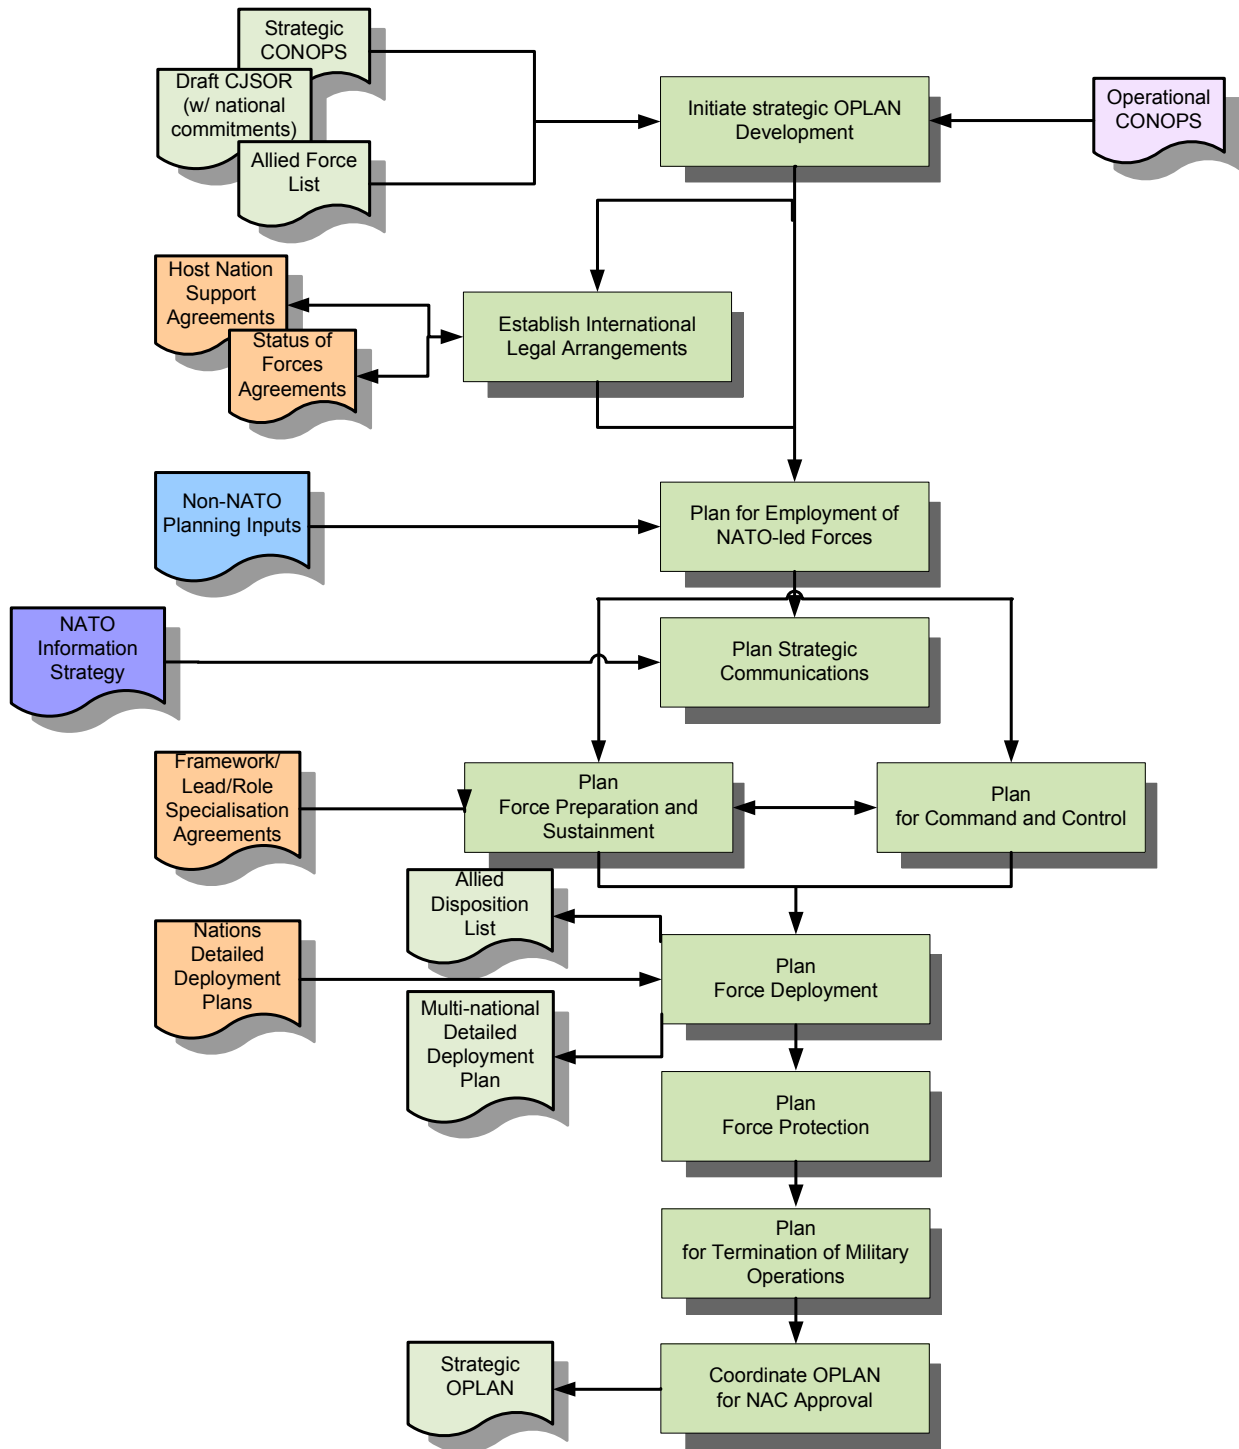 Strategic
CONOPS
Draft CJSOR
(w/ national
commitments)
Allied Force
List
Initiate strategic OPLAN
Development
Operational
CONOPS
Host Nation
Support
Agreements
Status of
Forces
Agreements
Establish International
Legal Arrangements
Non-NATO
Planning Inputs
Plan for Employment of
NATO-led Forces
NATO
Information
Strategy
Plan Strategic
Communications
Framework/
Lead/Role
Specialisation
Agreements
Plan
Force Preparation and
Sustainment
Plan
for Command and Control
Allied
Disposition
List
Nations
Detailed
Deployment
Plans
Plan
Force Deployment
Multi-national
Detailed
Deployment
Plan
Plan
Force Protection
Plan
for Termination of Military
Operations
Strategic
OPLAN
Coordinate OPLAN
for NAC Approval